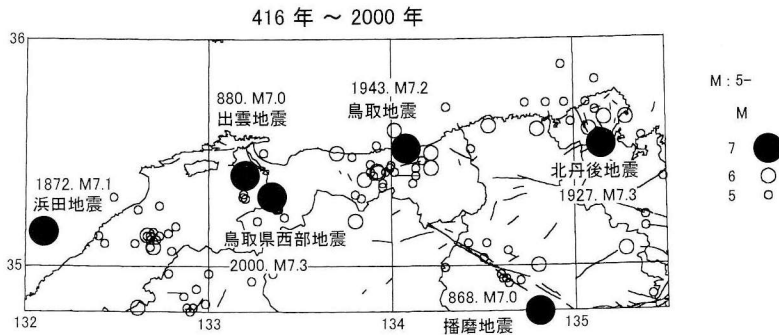 416 年 ～ 2000 年
36
1943. M7.2
鳥取地震
880. M7.0
出雲地震
1872. M7.1
浜田地震
北丹後地震
1927. M7.3
鳥取県西部地震
2000. M7.3
35
868. M7.0
播磨地震
132
133
134
135
M : 5-
M
7
6
5